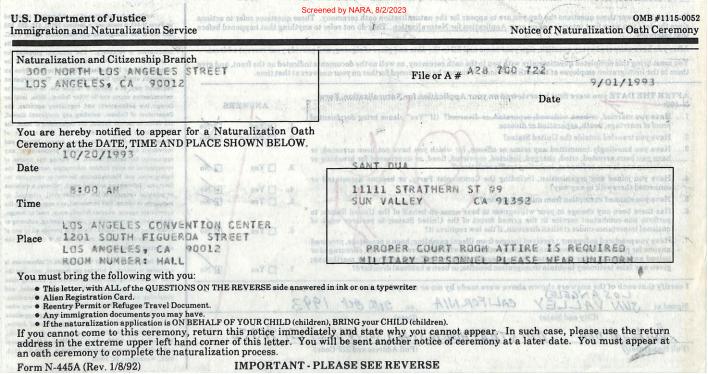 Screened by NARA, 8/2/2023
U.S. Department of Justice
OMB #1115-0052
Immigration and Naturalization Service
Notice of Naturalization Oath Ceremony
Naturalization and Citizenship Branch
300 NORTH LOS ANGELES STREET
LOS ANGELES, CA 90012
File or A # A28 700 722
9/01/1993
Date
You are hereby notified to appear for a Naturalization Oath
Ceremony at the DATE, TIME AND PLACE SHOWN BELOW.
10/20/1993
Date
SANT DUA
8:00 AM
Time
11111 STRATHERN ST 99
SUN VALLEY CA 91352
LOS ANGELES CONVENTION CENTER
Place 1201 SOUTH FIGUEROA STREET
LOS ANGELES, CA 90012
ROOM NUMBER: HALL
PROPER COURT ROOM ATTIRE IS REQUIRED
MILITARY PERSONNEL PLEASE WEAR UNIFORM
You must bring the following with you:
● This letter, with ALL of the QUESTIONS ON THE REVERSE side answered in ink or on a typewriter
● Alien Registration Card.
● Reentry Permit or Refugee Travel Document.
● Any immigration documents you may have.
● If the naturalization application is ON BEHALF OF YOUR CHILD (children), BRING your CHILD (children).
If you cannot come to this ceremony, return this notice immediately and state why you cannot appear. In such case, please use the return
address in the extreme upper left hand corner of this letter. You will be sent another notice of ceremony at a later date. You must appear at
an oath ceremony to complete the naturalization process.
Form N-445A (Rev. 1/8/92)
IMPORTANT - PLEASE SEE REVERSE